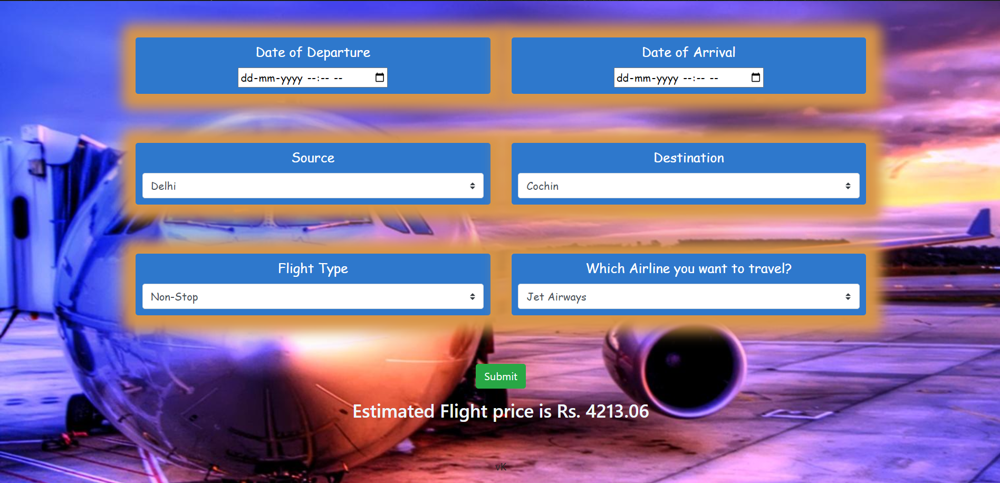 Date of Departure
dd-mm-yyyy --:-- --
Date of Arrival
dd-mm-yyyy --:-- --
Source
Delhi
Destination
Cochin
Flight Type
Non-Stop
Which Airline you want to travel?
Jet Airways
Submit
Estimated Flight price is Rs. 4213.06
vK